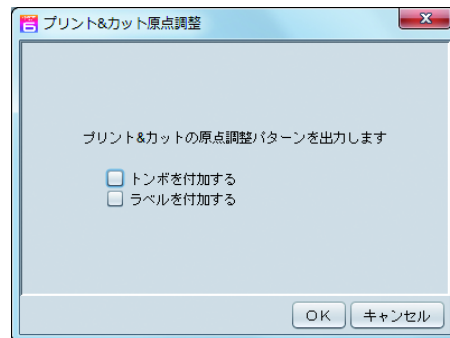 プリント&カット原点調整
プリント&カットの原点調整パターンを出力します
トンボを付加する
ラベルを付加する
OK キャンセル